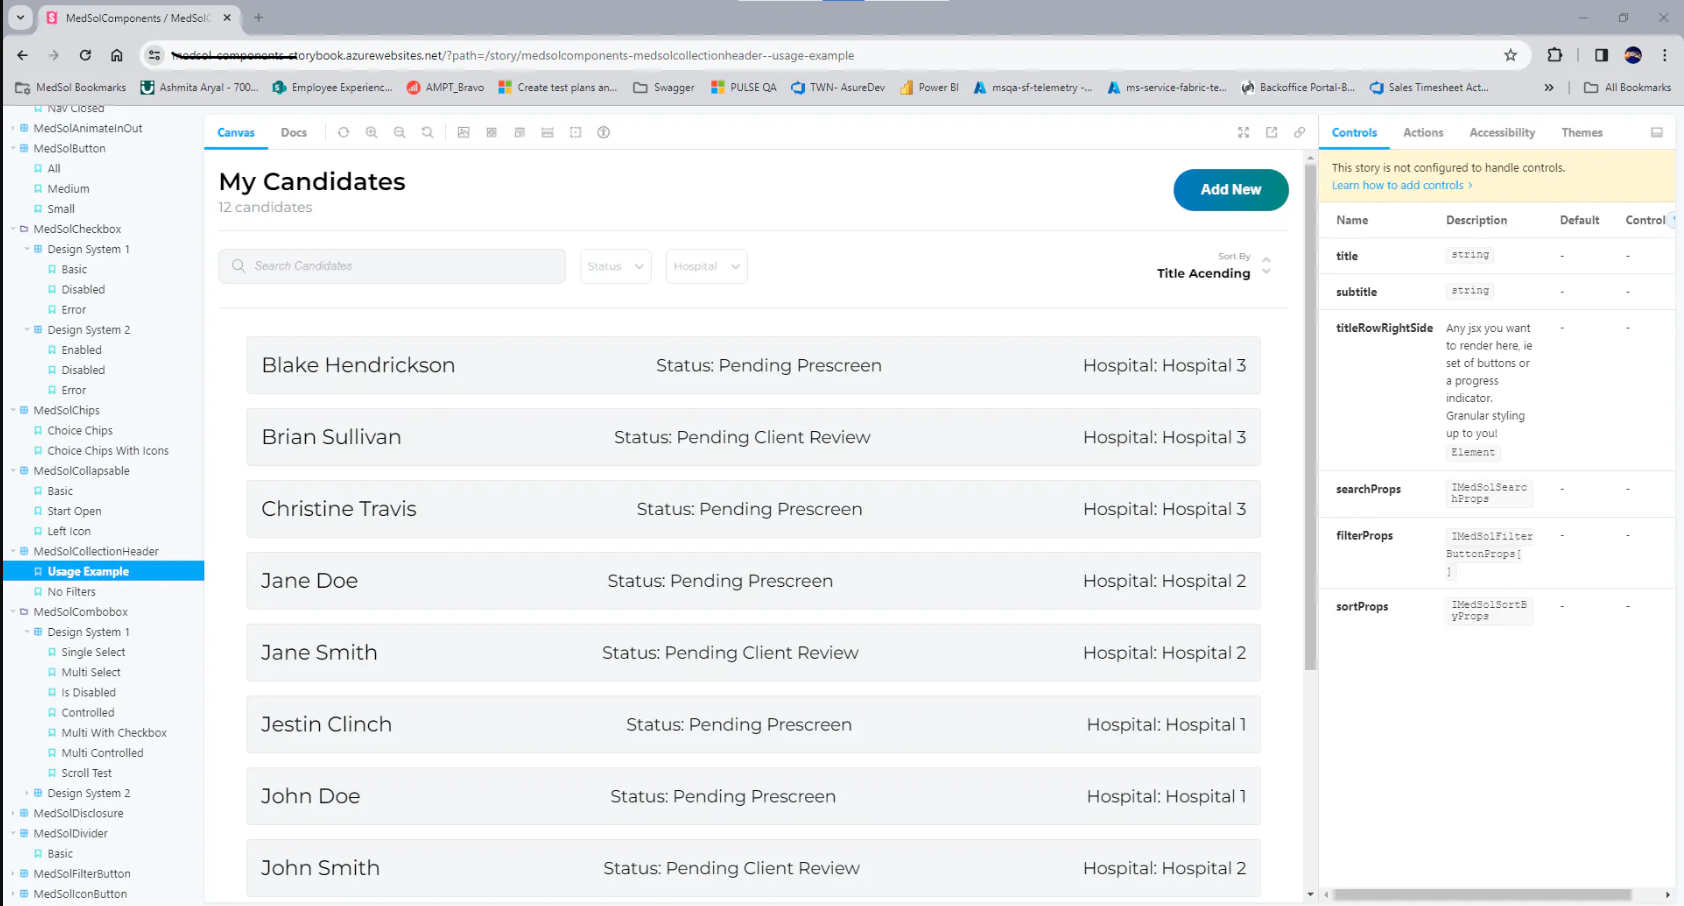 MedSolComponents / MedSolC
medsol-components-storybook.azurewebsites.net/?path=/story/medsolcomponents-medsolcollectionheader--usage-example
MedSol Bookmarks
Ashmita Aryal - 700...
Employee Experienc...
AMPT_Bravo
Create test plans an...
Swagger
PULSE QA
TWN- AsureDev
Power BI
msqa-sf-telemetry -...
ms-service-fabric-te...
Backoffice Portal-B...
Sales Timesheet Act...
»
All Bookmarks
Nav Closed
MedSolAnimateInOut
MedSolButton
All
Medium
Small
MedSolCheckbox
Design System 1
Basic
Disabled
Error
Design System 2
Enabled
Disabled
Error
MedSolChips
Choice Chips
Choice Chips With Icons
MedSolCollapsable
Basic
Start Open
Left Icon
MedSolCollectionHeader
Usage Example
No Filters
MedSolCombobox
Design System 1
Single Select
Multi Select
Is Disabled
Controlled
Multi With Checkbox
Multi Controlled
Scroll Test
Design System 2
MedSolDisclosure
MedSolDivider
Basic
MedSolFilterButton
MedSolIconButton
Canvas
Docs
My Candidates
12 candidates
Add New
Search Candidates
Status
Hospital
Sort By
Title Acending
Blake Hendrickson Status: Pending Prescreen Hospital: Hospital 3
Brian Sullivan Status: Pending Client Review Hospital: Hospital 3
Christine Travis Status: Pending Prescreen Hospital: Hospital 3
Jane Doe Status: Pending Prescreen Hospital: Hospital 2
Jane Smith Status: Pending Client Review Hospital: Hospital 2
Jestin Clinch Status: Pending Prescreen Hospital: Hospital 1
John Doe Status: Pending Prescreen Hospital: Hospital 1
John Smith Status: Pending Client Review Hospital: Hospital 2
Controls
Actions
Accessibility
Themes
This story is not configured to handle controls.
Learn how to add controls
Name Description Default Control
title string - -
subtitle string - -
titleRowRightSide Any jsx you want - -
to render here, ie
set of buttons or
a progress
indicator.
Granular styling
up to you!
Element
searchProps IMedSolSearc - -
hProps
filterProps IMedSolFilter - -
ButtonProps[
]
sortProps IMedSolSortB - -
yProps